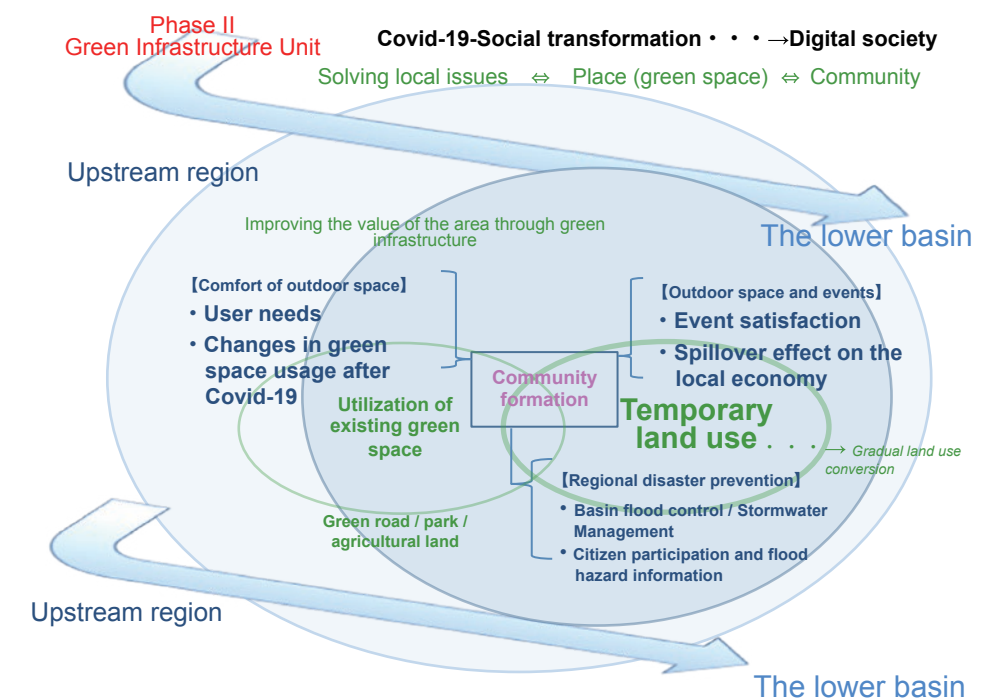 Phase II
Green Infrastructure Unit
Covid-19-Social transformation・・・→Digital society
Solving local issues ⇔ Place (green space) ⇔ Community
Upstream region
The lower basin
Improving the value of the area through green
infrastructure
【Comfort of outdoor space】
・User needs
・Changes in green
space usage after
Covid-19
【Outdoor space and events】
・Event satisfaction
・Spillover effect on the
local economy
Community
formation
Utilization of
existing green
space
Temporary
land use . . .
→ Gradual land use
conversion
【Regional disaster prevention】
・Basin flood control / Stormwater
Management
・Citizen participation and flood
hazard information
Green road / park /
agricultural land
Upstream region
The lower basin